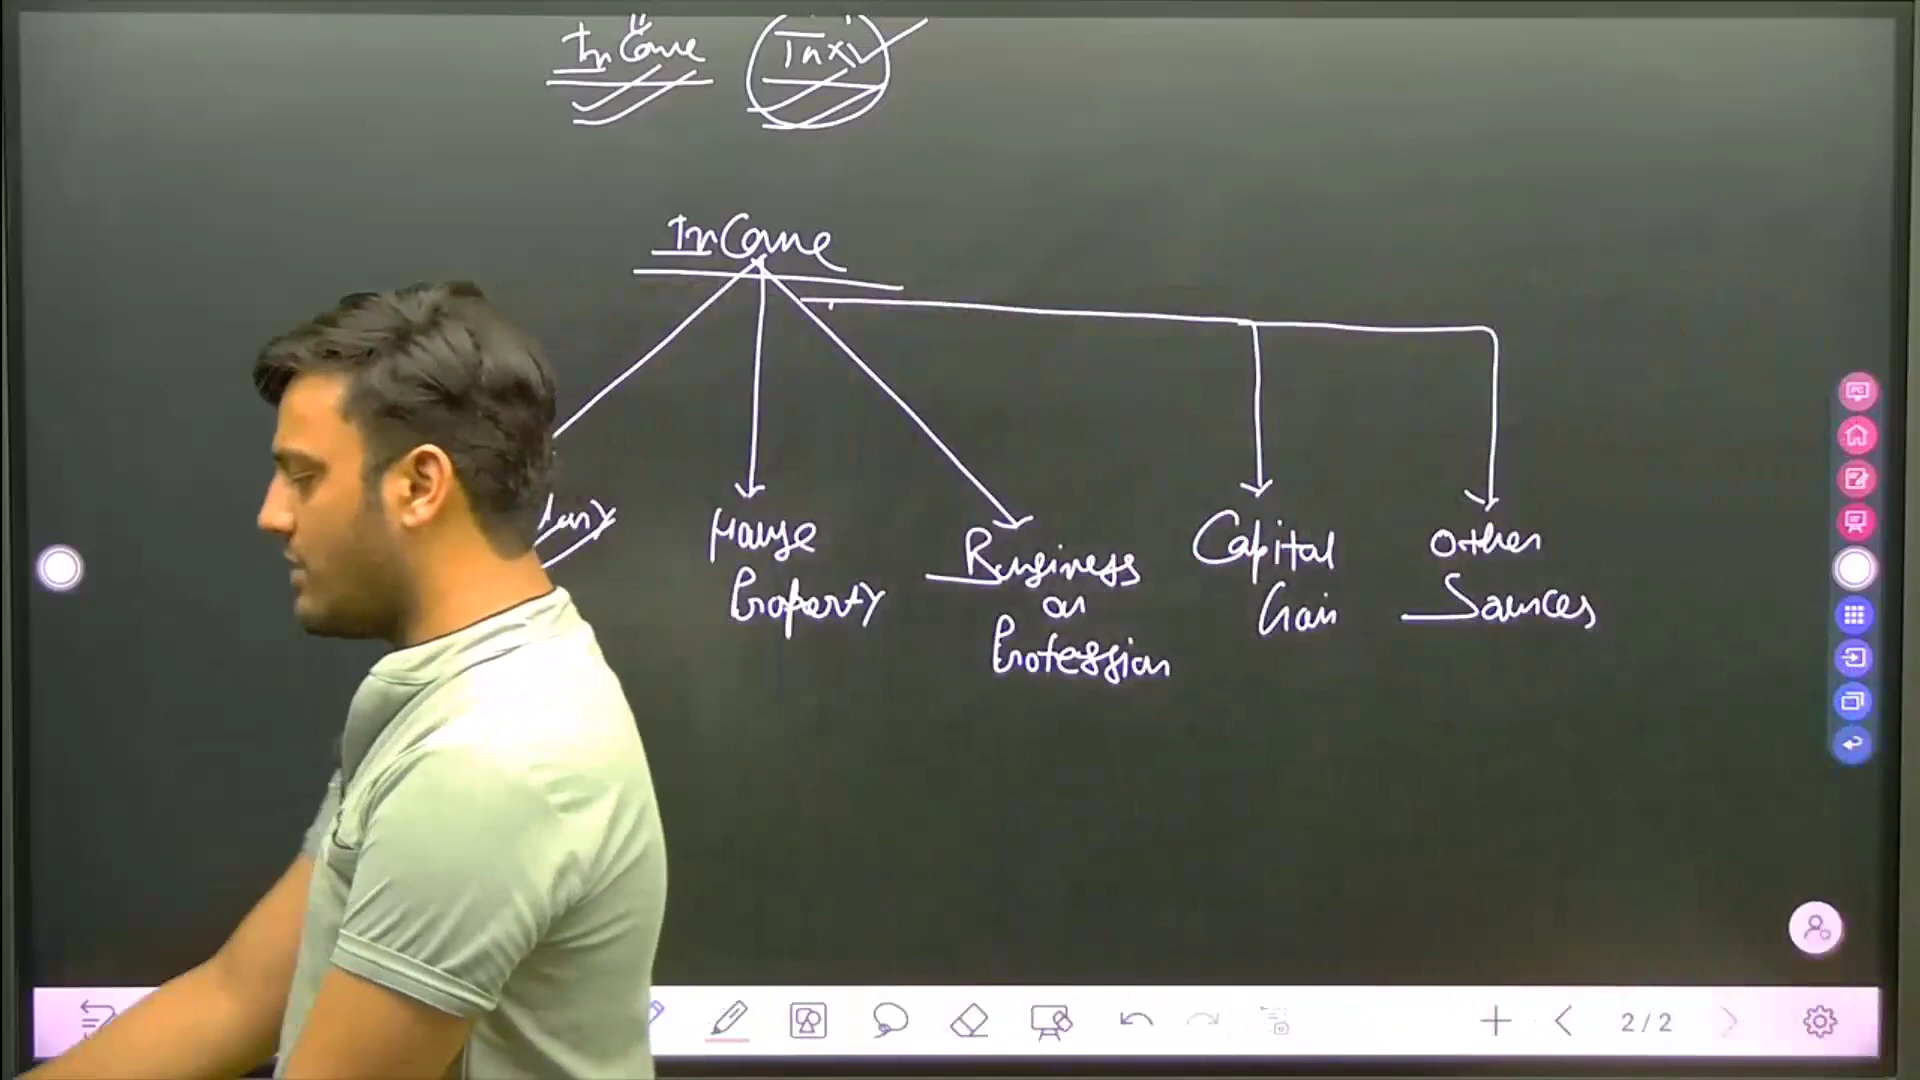 Income Tax
Income
House
Property
Business
or
Profession
Capital
Gain
Other
Sources
2/2